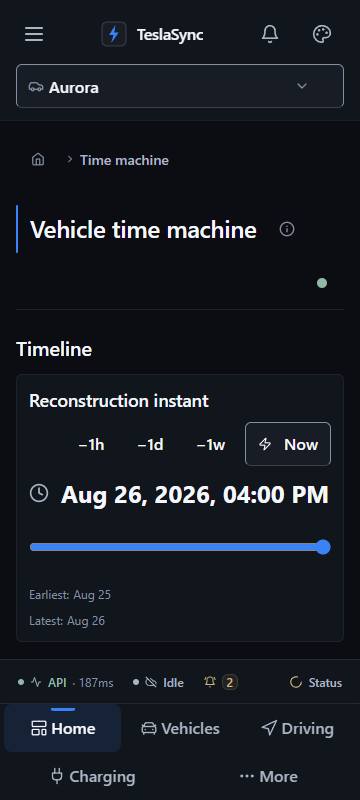 TeslaSync
Aurora
Time machine
Vehicle time machine
Timeline
Reconstruction instant
−1h −1d −1w Now
Aug 26, 2026, 04:00 PM
Earliest: Aug 25
Latest: Aug 26
API · 187ms Idle 2 Status
Home Vehicles Driving
Charging More